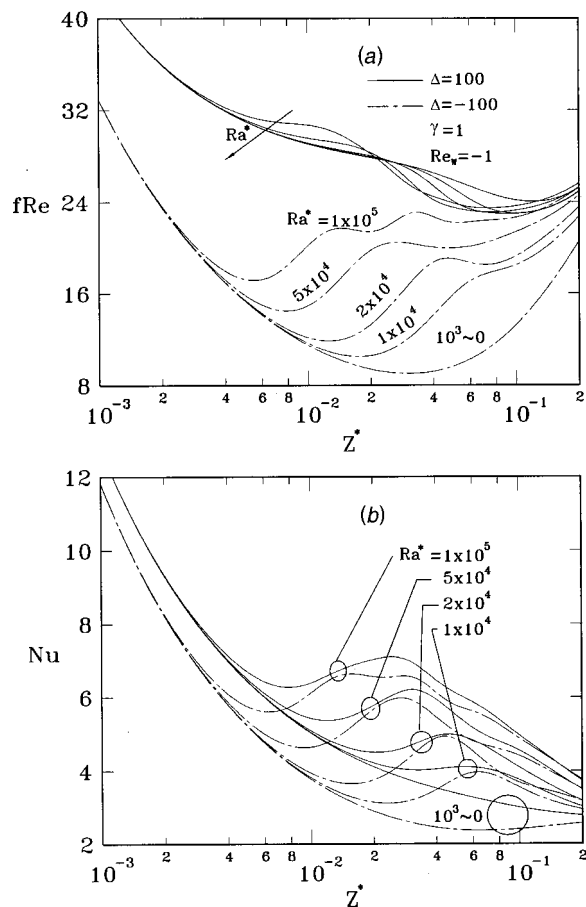 40
32
24
16
8
fRe
(a)
Δ=100
Δ=−100
γ=1
Re_w=−1
Ra*
Ra*=1x10^5
5x10^4
2x10^4
1x10^4
10^3~0
10^-3 2 4 6 8 10^-2 2 4 6 8 10^-1 2
Z*
12
10
8
6
4
2
Nu
(b)
Ra*=1x10^5
5x10^4
2x10^4
1x10^4
10^3~0
10^-3 2 4 6 8 10^-2 2 4 6 8 10^-1 2
Z*